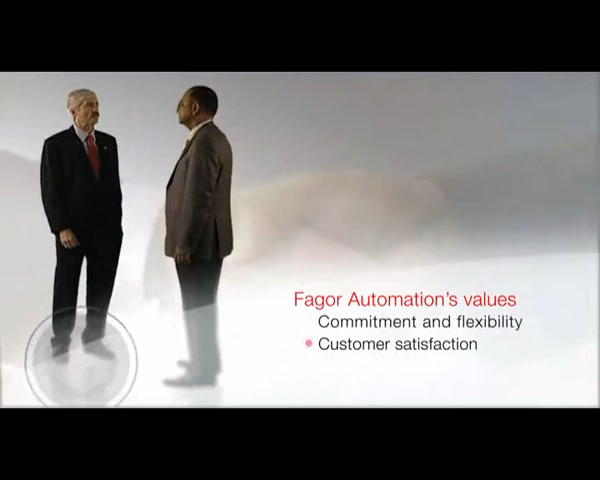 Fagor Automation's values
Commitment and flexibility
Customer satisfaction